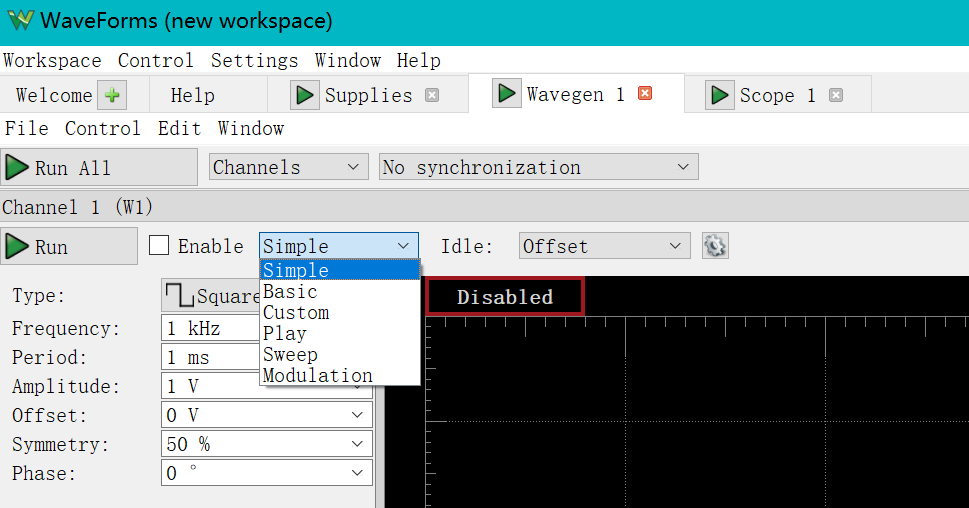 WaveForms (new workspace)
Workspace Control Settings Window Help
Welcome Help Supplies Wavegen 1 Scope 1
File Control Edit Window
Run All Channels No synchronization
Channel 1 (W1)
Run Enable Simple Idle: Offset
Simple
Basic
Custom
Play
Sweep
Modulation
Type: Square
Frequency: 1 kHz
Period: 1 ms
Amplitude: 1 V
Offset: 0 V
Symmetry: 50 %
Phase: 0 °
Disabled